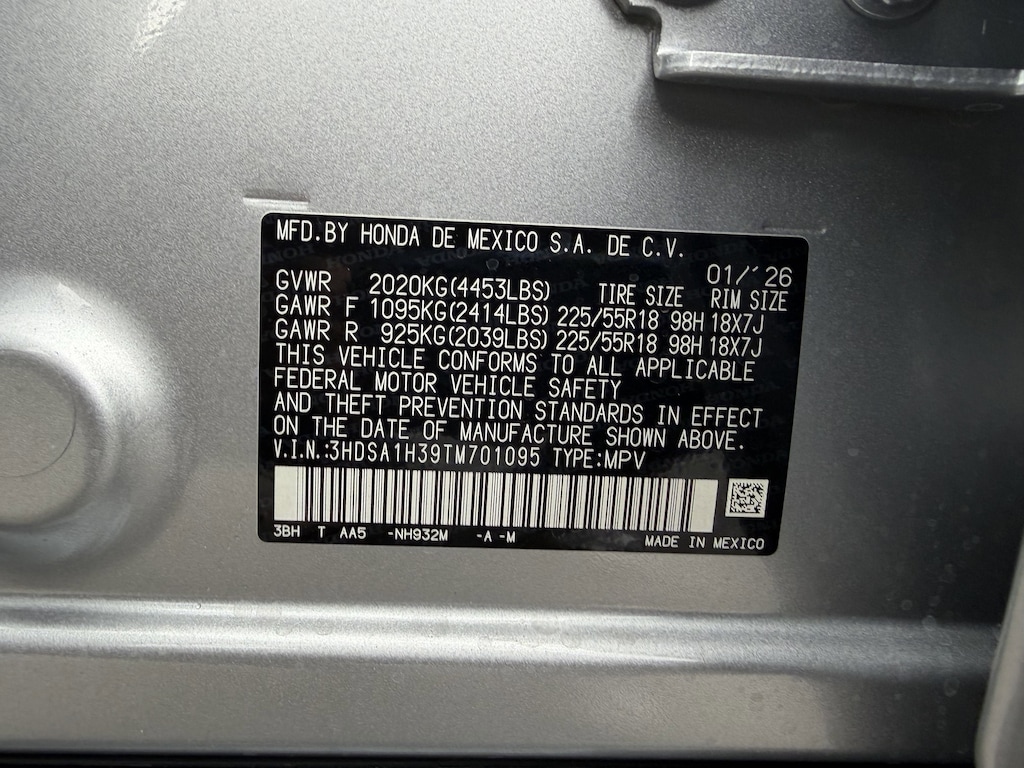 MFD.BY HONDA DE MEXICO S.A. DE C.V.
01/'26
GVWR 2020KG(4453LBS) TIRE SIZE RIM SIZE
GAWR F 1095KG(2414LBS) 225/55R18 98H 18X7J
GAWR R 925KG(2039LBS) 225/55R18 98H 18X7J
THIS VEHICLE CONFORMS TO ALL APPLICABLE
FEDERAL MOTOR VEHICLE SAFETY
AND THEFT PREVENTION STANDARDS IN EFFECT
ON THE DATE OF MANUFACTURE SHOWN ABOVE.
V.I.N.:3HDSA1H39TM701095 TYPE:MPV
3BH T AA5 -NH932M -A -M
MADE IN MEXICO